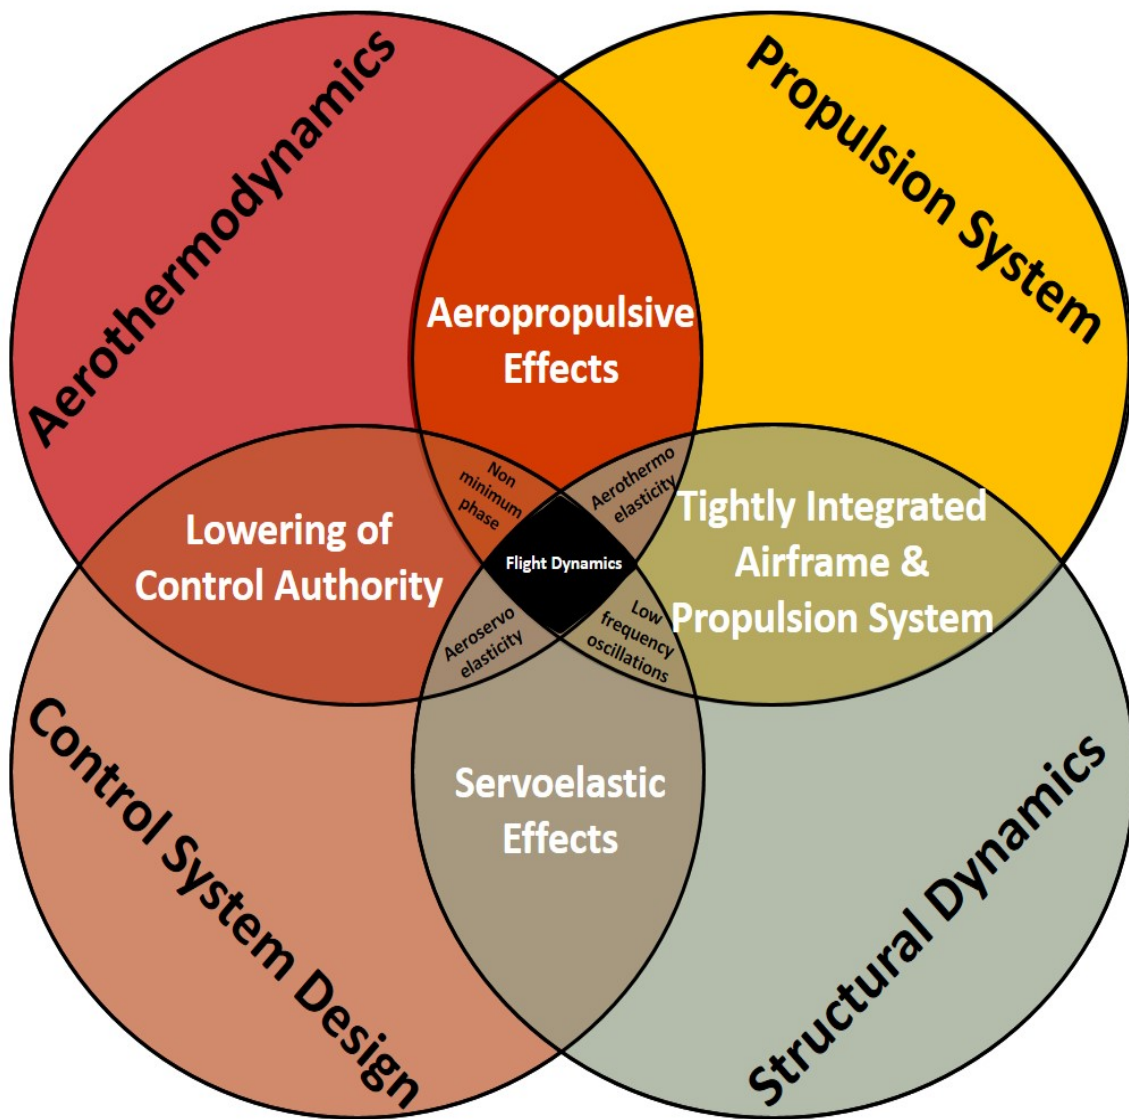 Aerothermodynamics
Propulsion System
Aeropropulsive
Effects
Non
minimum
phase
Aerothermo
elasticity
Lowering of
Control Authority
Flight Dynamics
Tightly Integrated
Airframe &
Propulsion System
Aeroservo
elasticity
Low
frequency
oscillations
Servoelastic
Effects
Control System Design
Structural Dynamics